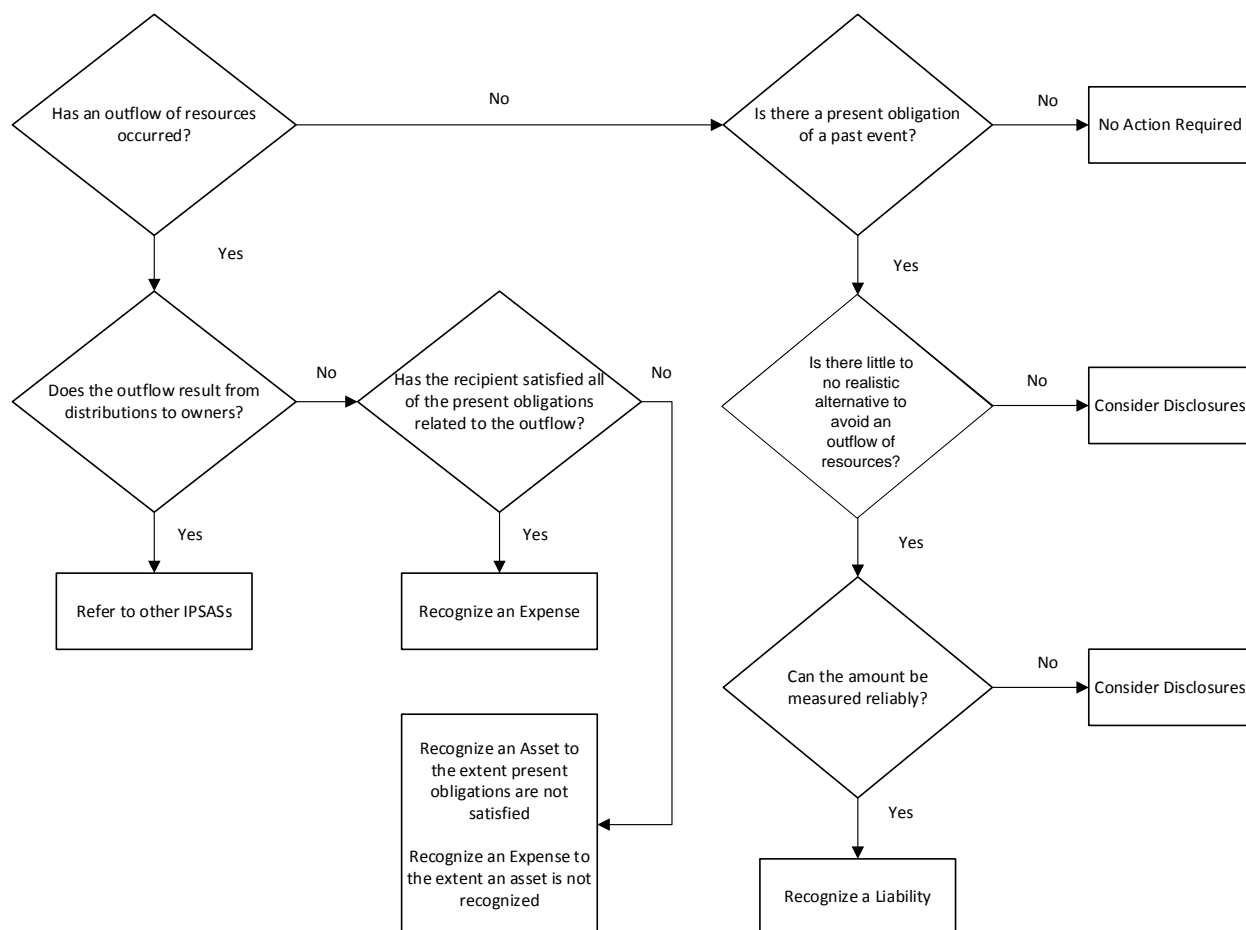 Has an outflow of resources
occurred?
No
Is there a present obligation
of a past event?
No
No Action Required
Yes
Yes
Does the outflow result from
distributions to owners?
No
Has the recipient satisfied all
of the present obligations
related to the outflow?
No
Is there little to
no realistic
alternative to
avoid an
outflow of
resources?
No
Consider Disclosures
Yes
Yes
Yes
Refer to other IPSASs
Recognize an Expense
Can the amount be
measured reliably?
No
Consider Disclosures
Recognize an Asset to
the extent present
obligations are not
satisfied
Recognize an Expense to
the extent an asset is not
recognized
Yes
Recognize a Liability